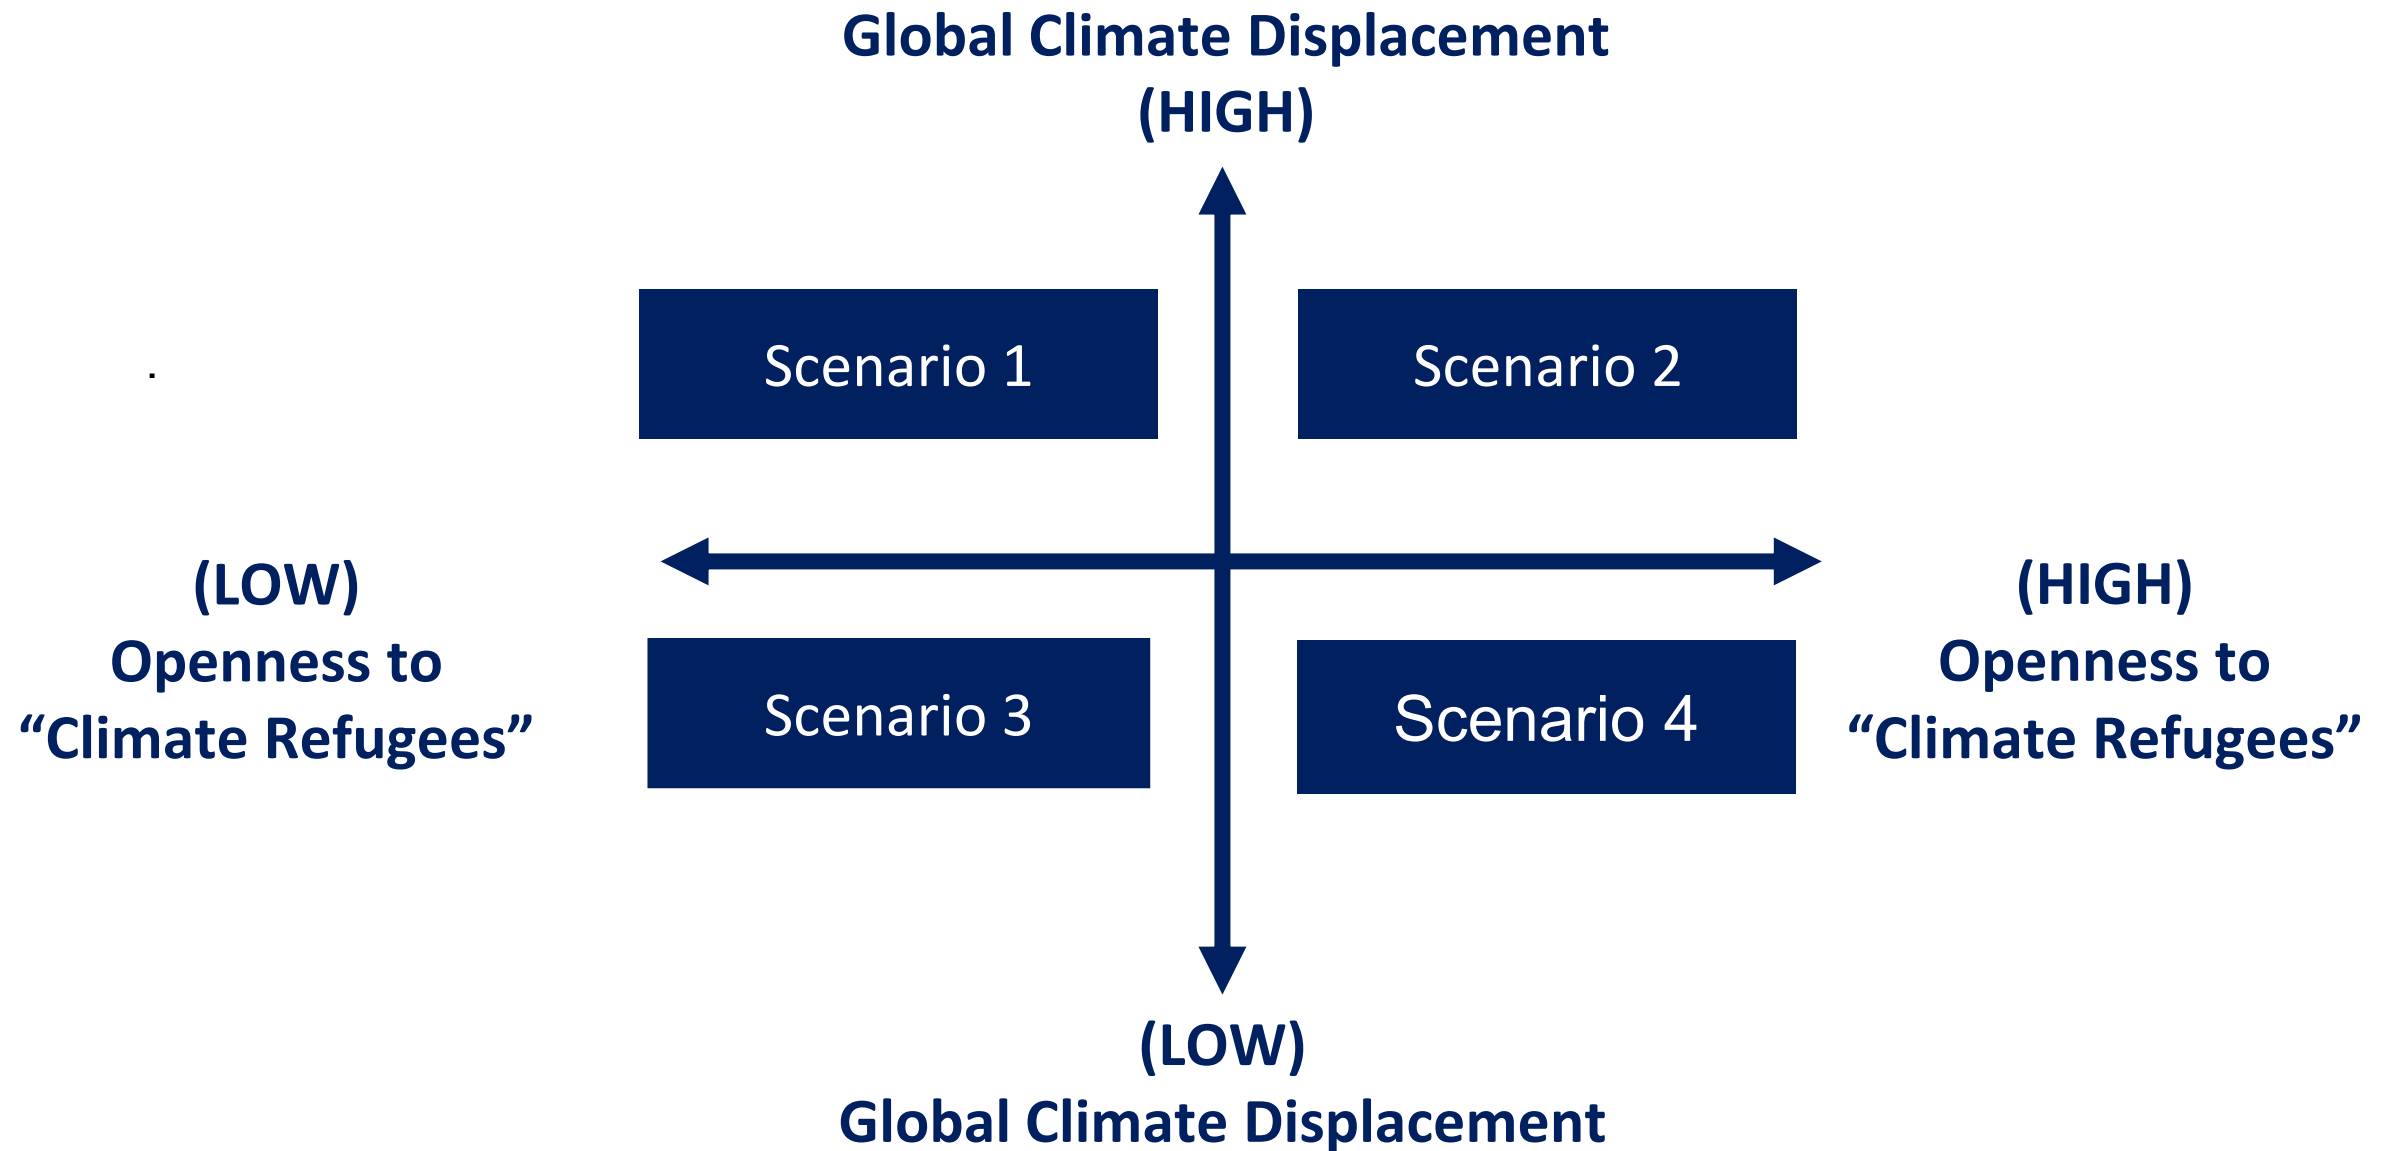 Global Climate Displacement
(HIGH)
Scenario 1
Scenario 2
.
(LOW)
Openness to
“Climate Refugees”
(HIGH)
Openness to
“Climate Refugees”
Scenario 3
Scenario 4
(LOW)
Global Climate Displacement